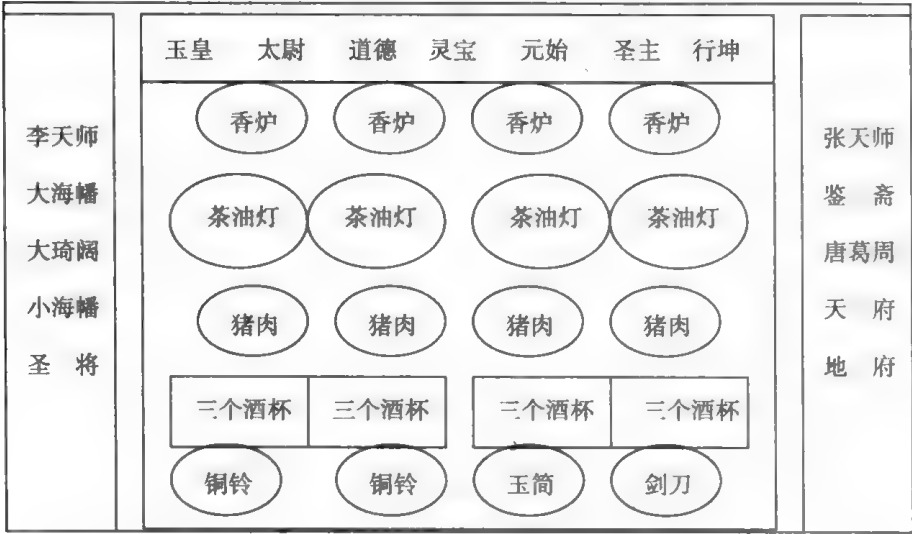 玉皇 太尉 道德 灵宝 元始 圣主 行坤
香炉 香炉 香炉 香炉
茶油灯 茶油灯 茶油灯 茶油灯
猪肉 猪肉 猪肉 猪肉
三个酒杯 三个酒杯 三个酒杯 三个酒杯
铜铃 铜铃 玉简 剑刀
李天师
大海幡
大琦阔
小海幡
圣 将
张天师
鉴 斋
唐葛周
天 府
地 府